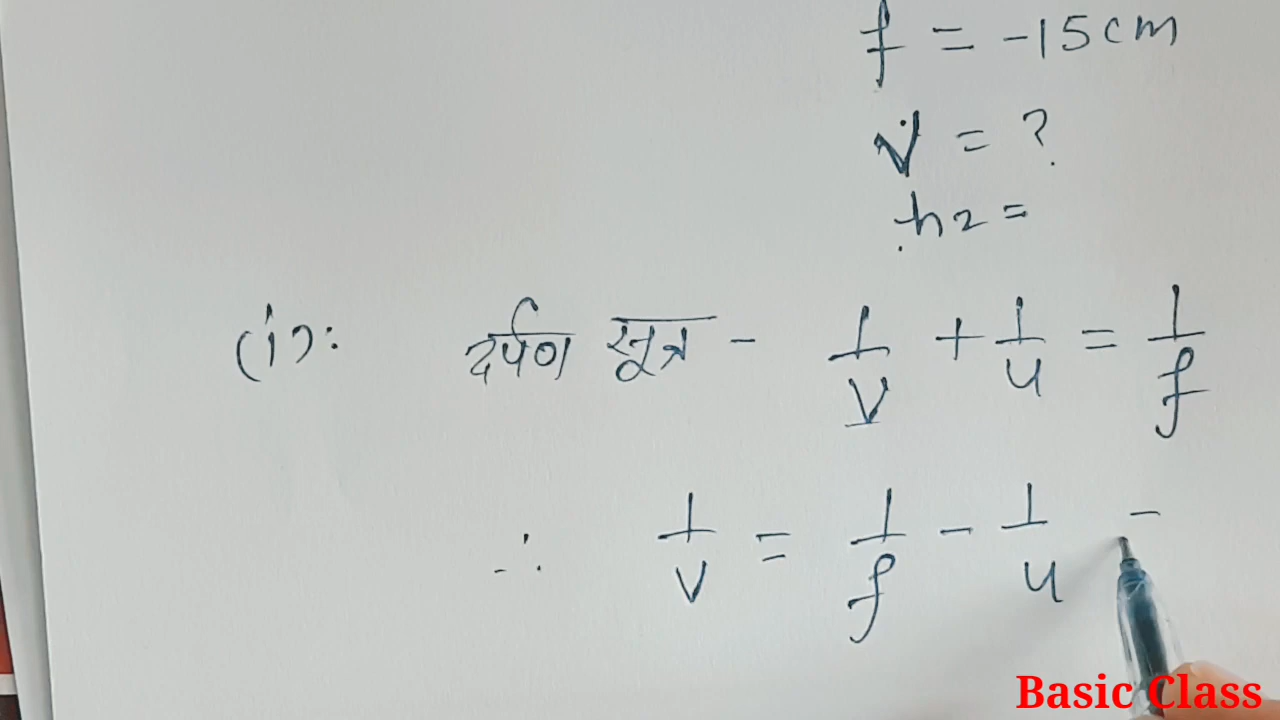 f = -15cm
v = ?
h2 =
(i): दर्पण सूत्र - 1/v + 1/u = 1/f
∴ 1/v = 1/f - 1/u -
Basic Class